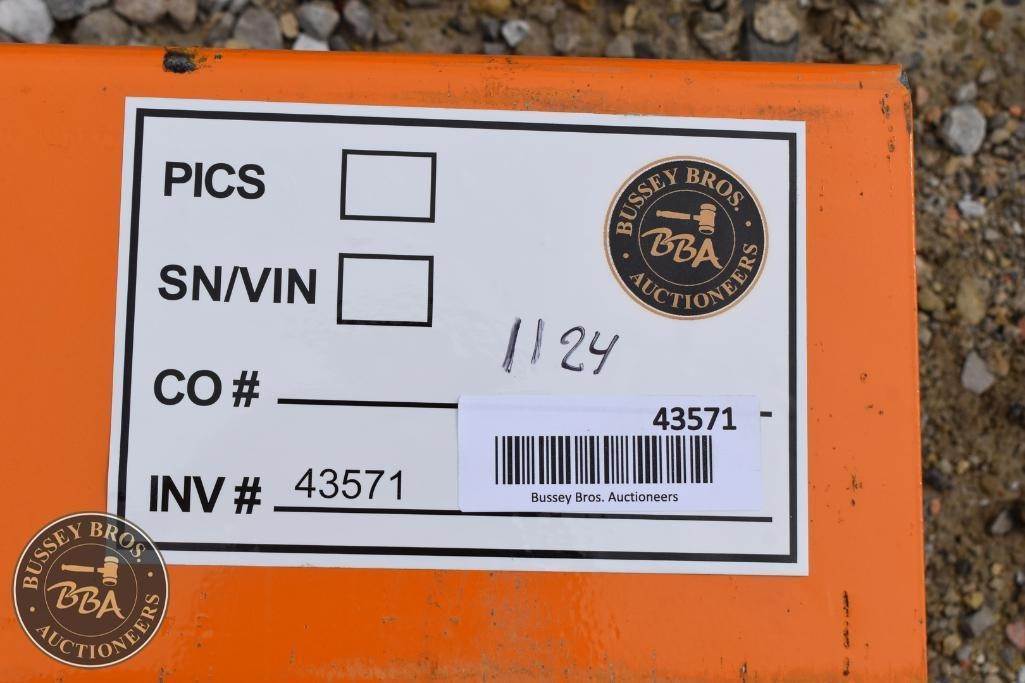 PICS
SN/VIN
BUSSEY BROS.
BBA
AUCTIONEERS
1124
CO #
43571
Bussey Bros. Auctioneers
INV # 43571
BUSSEY BROS.
BBA
AUCTIONEERS